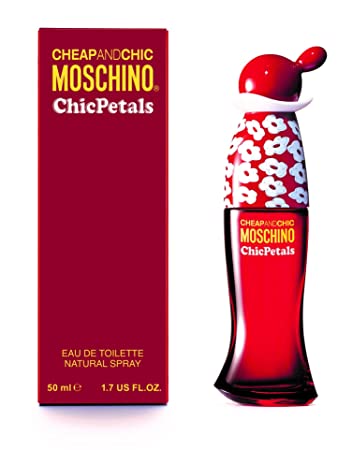 CHEAPANDCHIC
MOSCHINO®
ChicPetals
EAU DE TOILETTE
NATURAL SPRAY
50 ml ℮ 1.7 US FL.OZ.
CHEAPANDCHIC
MOSCHINO
ChicPetals